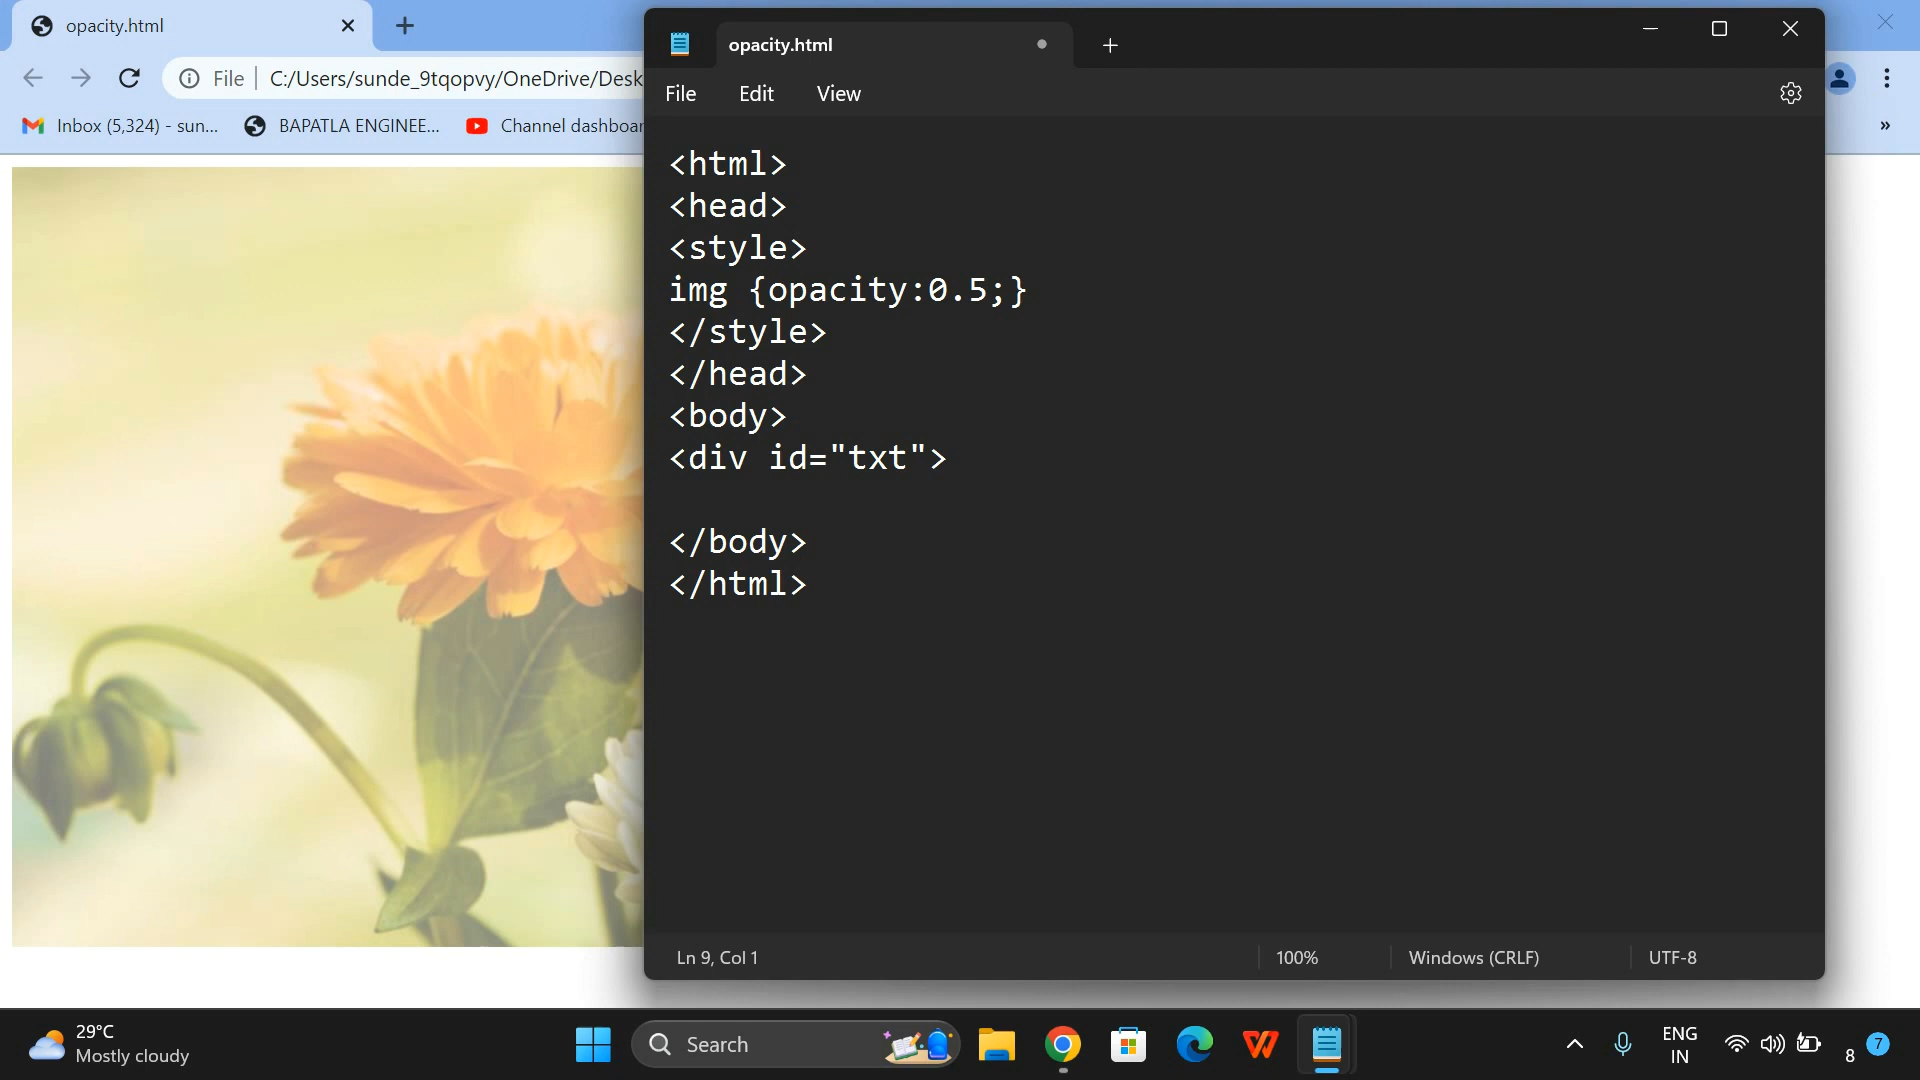 opacity.html
File C:/Users/sunde_9tqopvy/OneDrive/Desk
Inbox (5,324) - sun... BAPATLA ENGINEE... Channel dashboar
opacity.html
File Edit View
<html>
<head>
<style>
img {opacity:0.5;}
</style>
</head>
<body>
<div id="txt">
</body>
</html>
Ln 9, Col 1 100% Windows (CRLF) UTF-8
29°C
Mostly cloudy
Search
ENG
IN
8 7